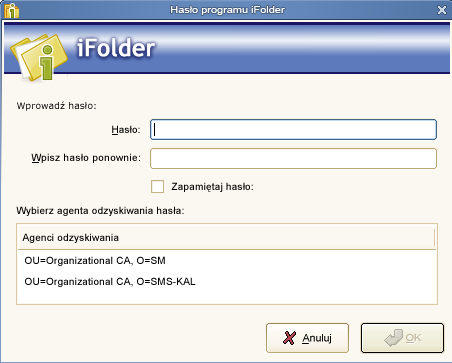 Hasło programu iFolder
iFolder
Wprowadź hasło:
Hasło:
Wpisz hasło ponownie:
Zapamiętaj hasło:
Wybierz agenta odzyskiwania hasła:
Agenci odzyskiwania
OU=Organizational CA, O=SM
OU=Organizational CA, O=SMS-KAL
Anuluj
OK